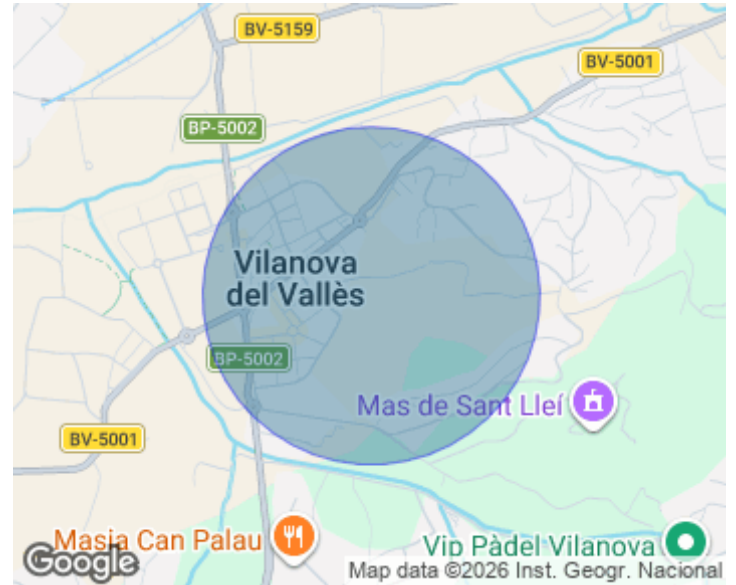 BV-5159
BV-5001
BP-5002
Vilanova
del Vallès
BP-5002
Mas de Sant Lleí
BV-5001
Masia Can Palau
Vip Pàdel Vilanova
Google
Map data ©2026 Inst. Geogr. Nacional